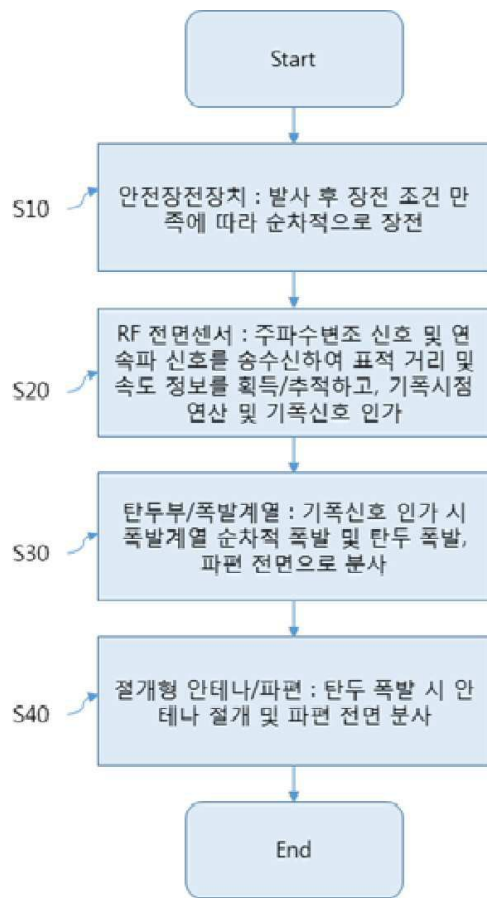 Start
S10
안전장전장치 : 발사 후 장전 조건 만
족에 따라 순차적으로 장전
S20
RF 전면센서 : 주파수변조 신호 및 연
속파 신호를 송수신하여 표적 거리 및
속도 정보를 획득/추적하고, 기폭시점
연산 및 기폭신호 인가
S30
탄두부/폭발계열 : 기폭신호 인가 시
폭발계열 순차적 폭발 및 탄두 폭발,
파편 전면으로 분사
S40
절개형 안테나/파편 : 탄두 폭발 시 안
테나 절개 및 파편 전면 분사
End